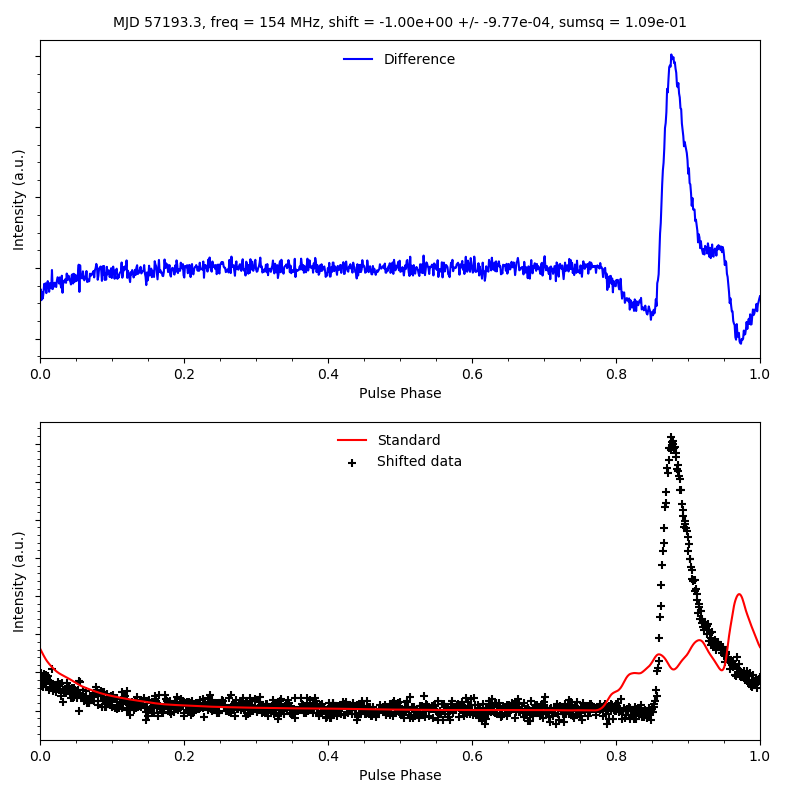 MJD 57193.3, freq = 154 MHz, shift = -1.00e+00 +/- -9.77e-04, sumsq = 1.09e-01
Difference
Intensity (a.u.)
0.0 0.2 0.4 0.6 0.8 1.0
Pulse Phase
Standard
Shifted data
Intensity (a.u.)
0.0 0.2 0.4 0.6 0.8 1.0
Pulse Phase